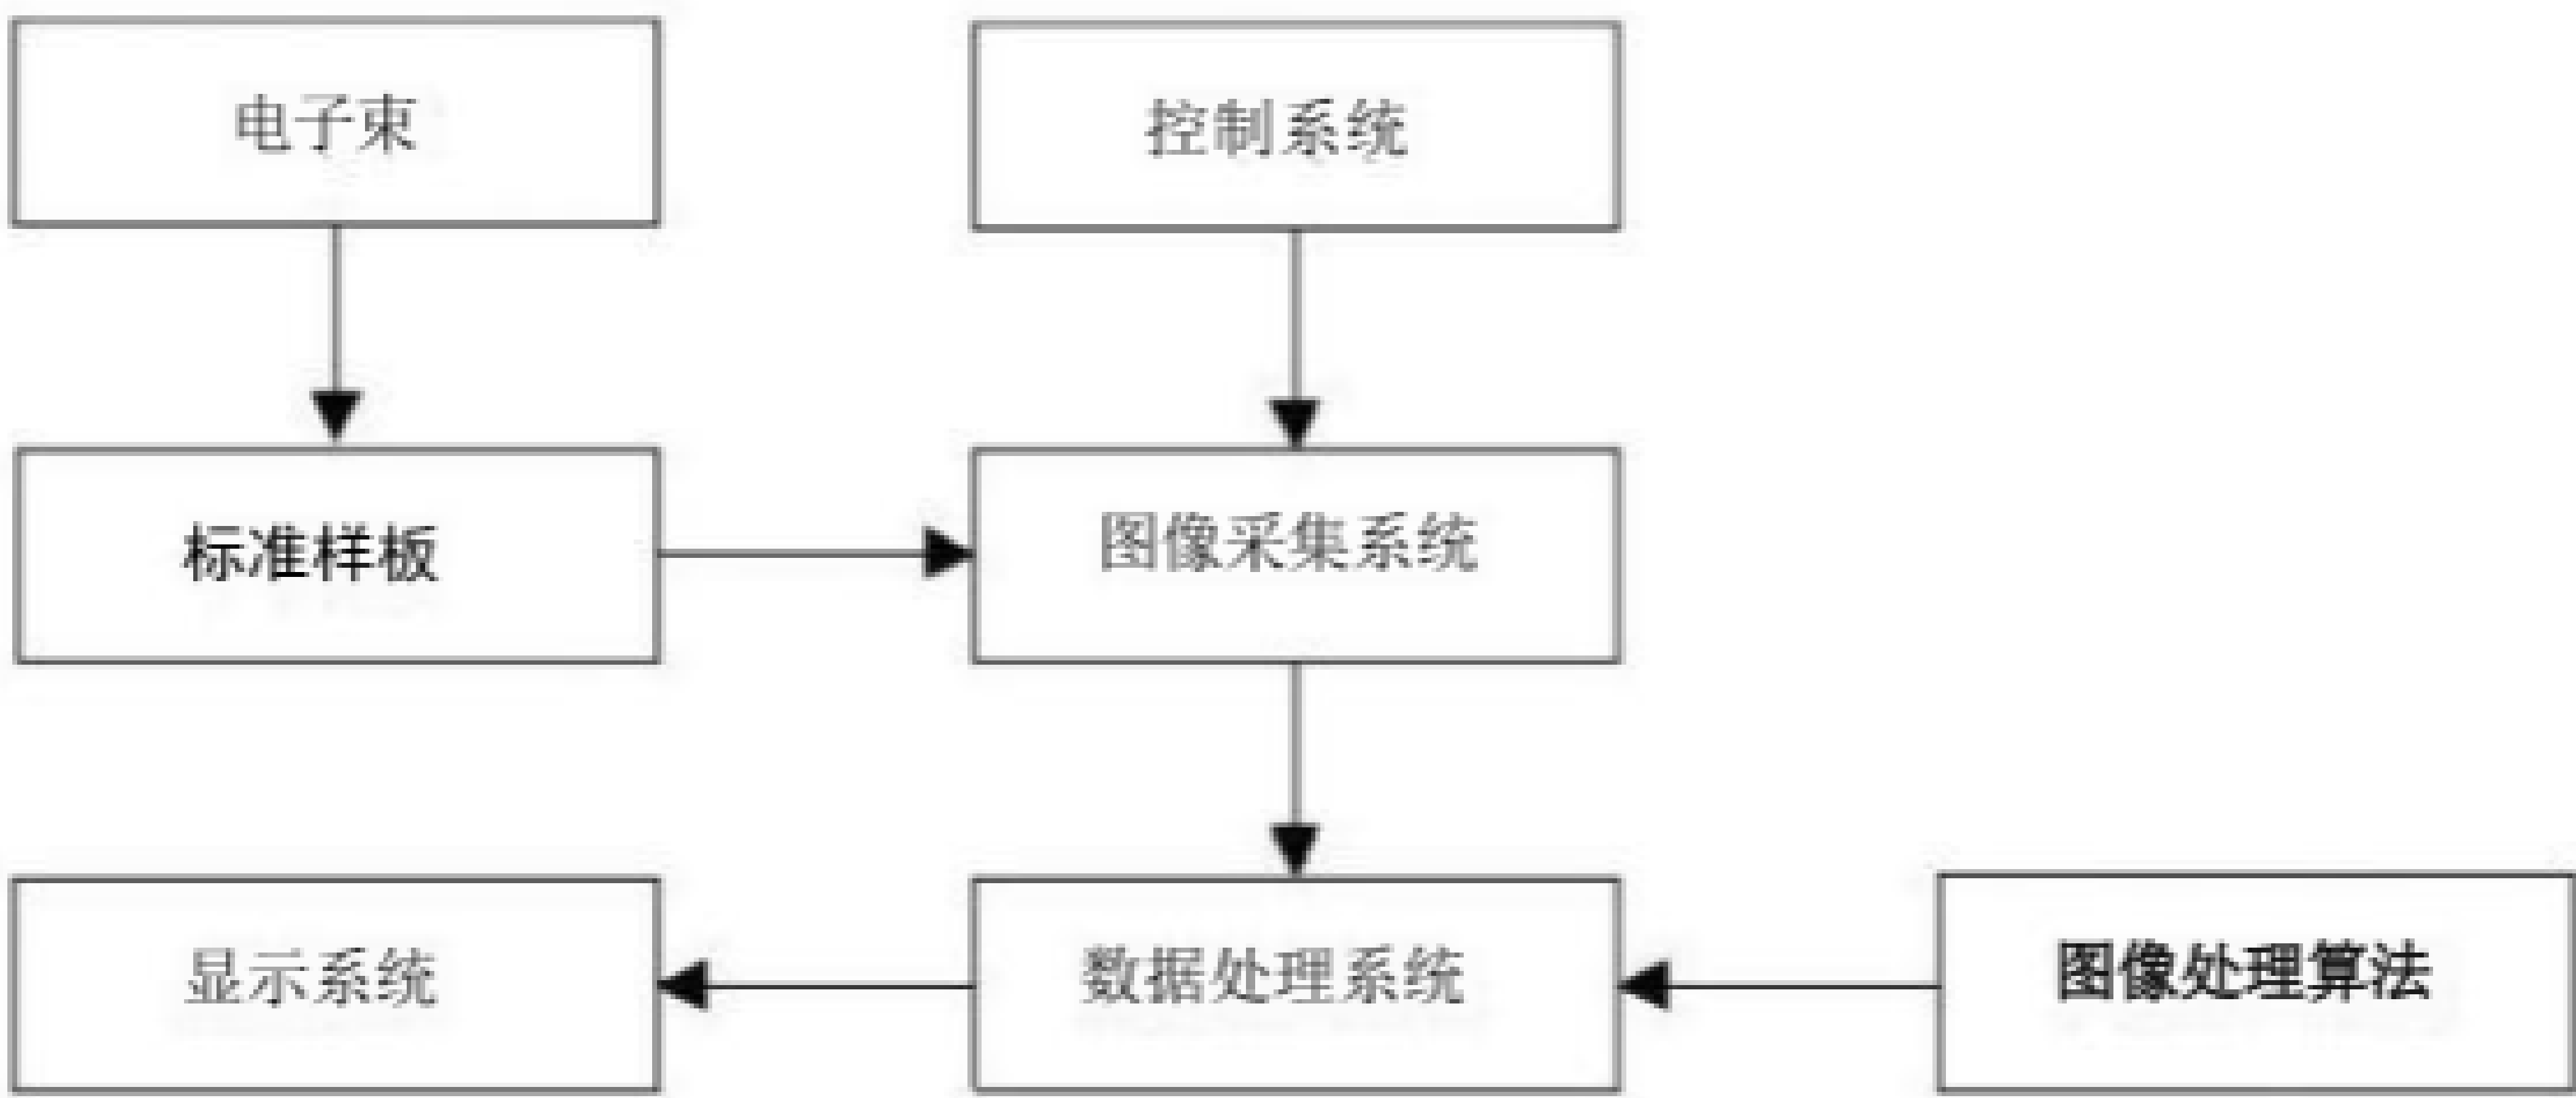 电子束
控制系统
标准样板
图像采集系统
显示系统
数据处理系统
图像处理算法